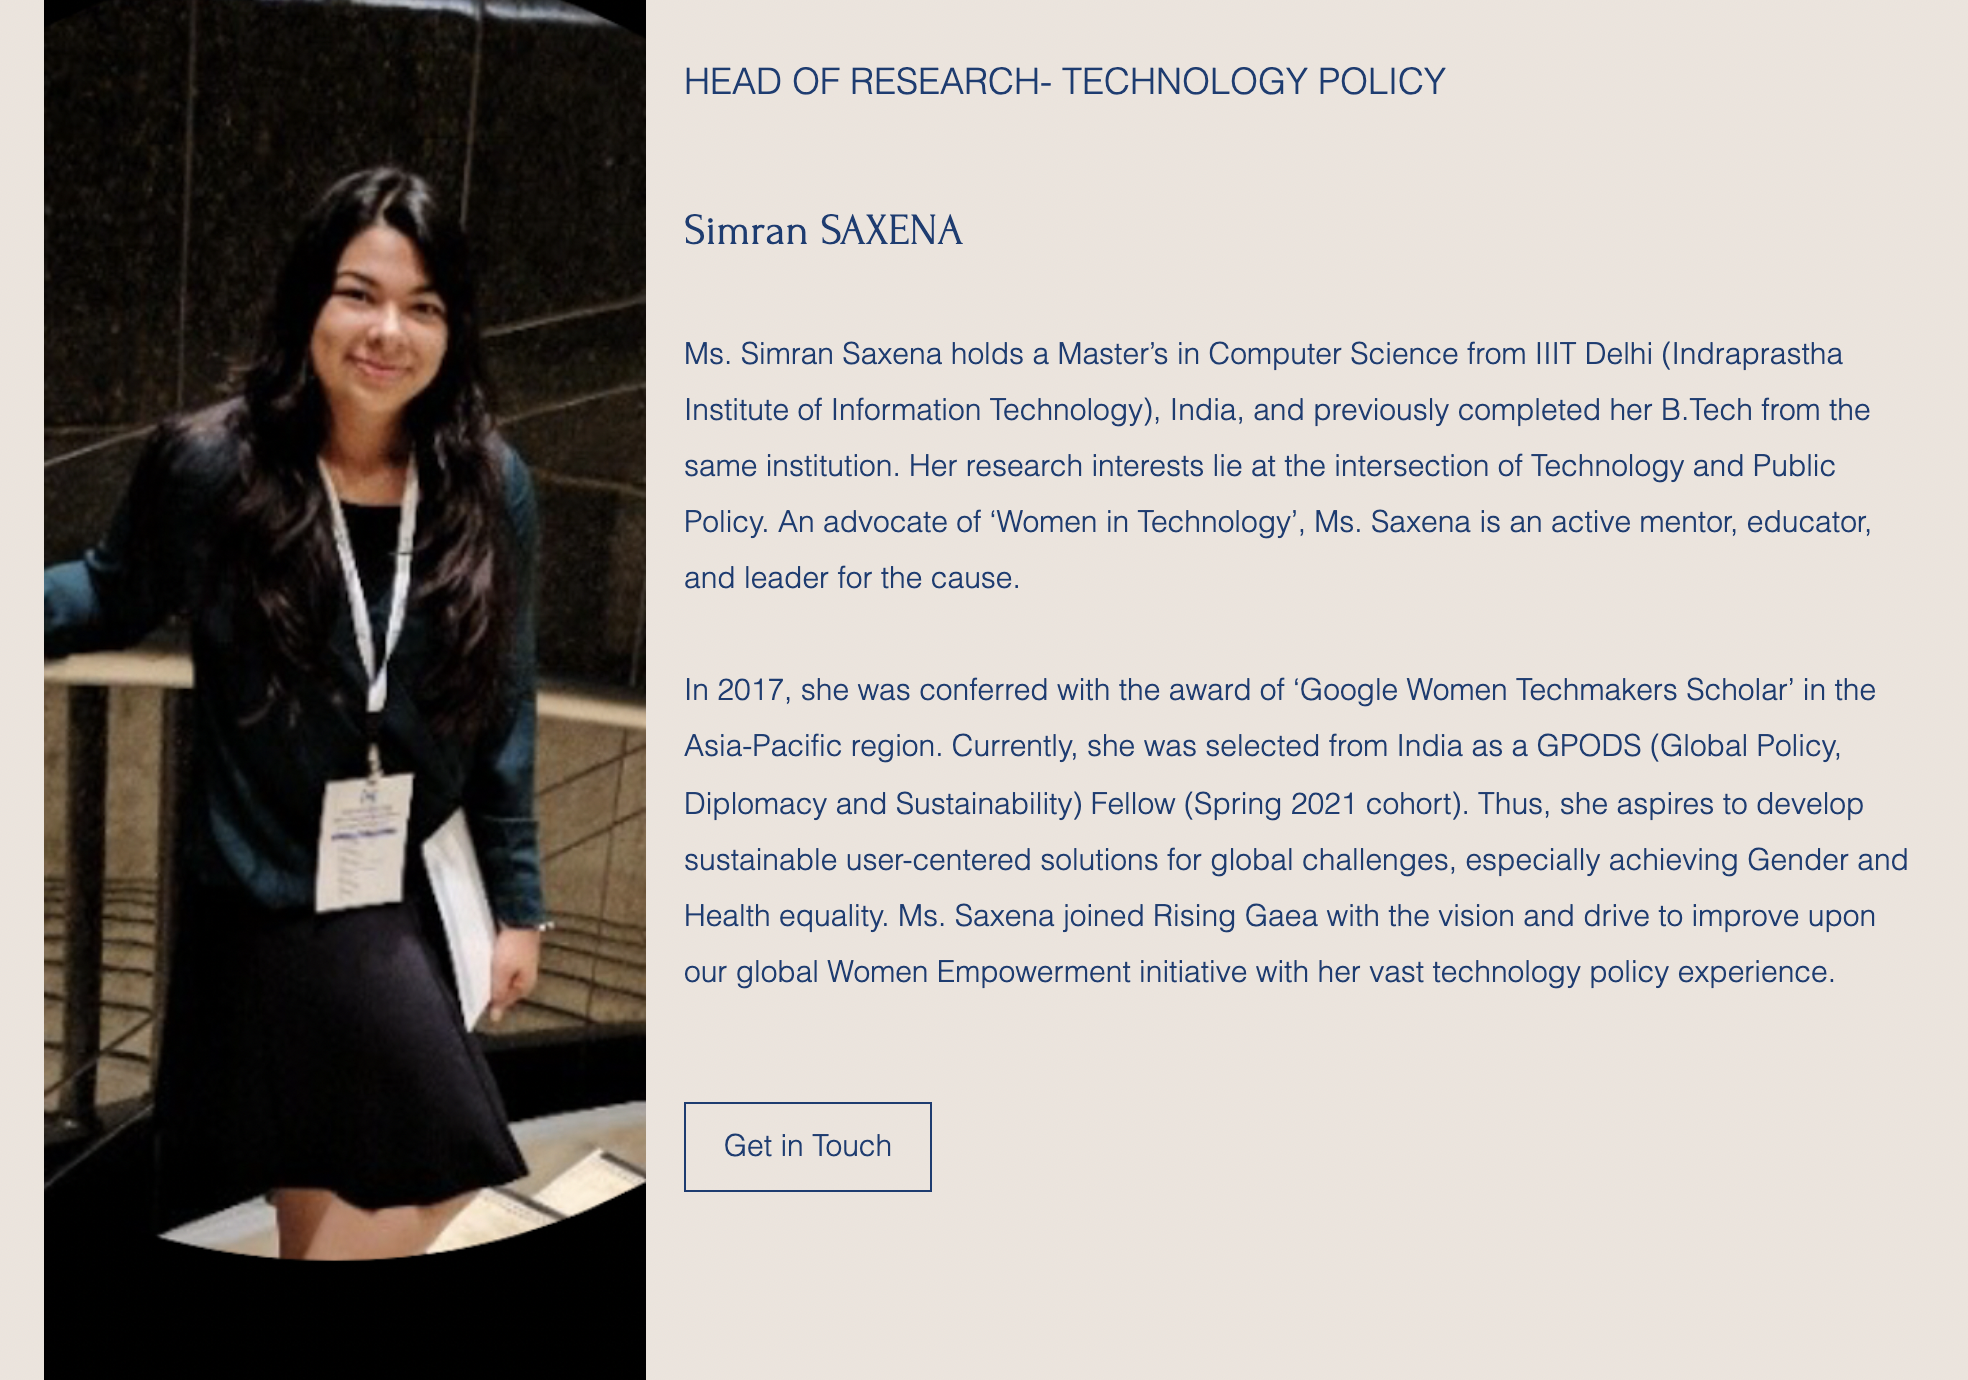 HEAD OF RESEARCH- TECHNOLOGY POLICY
Simran SAXENA
Ms. Simran Saxena holds a Master’s in Computer Science from IIIT Delhi (Indraprastha
Institute of Information Technology), India, and previously completed her B.Tech from the
same institution. Her research interests lie at the intersection of Technology and Public
Policy. An advocate of ‘Women in Technology’, Ms. Saxena is an active mentor, educator,
and leader for the cause.
In 2017, she was conferred with the award of ‘Google Women Techmakers Scholar’ in the
Asia-Pacific region. Currently, she was selected from India as a GPODS (Global Policy,
Diplomacy and Sustainability) Fellow (Spring 2021 cohort). Thus, she aspires to develop
sustainable user-centered solutions for global challenges, especially achieving Gender and
Health equality. Ms. Saxena joined Rising Gaea with the vision and drive to improve upon
our global Women Empowerment initiative with her vast technology policy experience.
Get in Touch